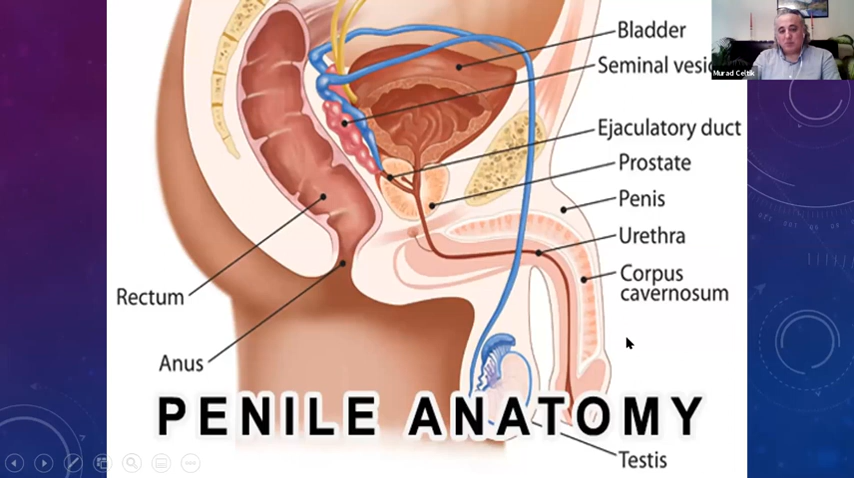 Bladder
Murad Celtik
Seminal vesic
Ejaculatory duct
Prostate
Penis
Urethra
Corpus
cavernosum
Rectum
Anus
PENILE ANATOMY
Testis